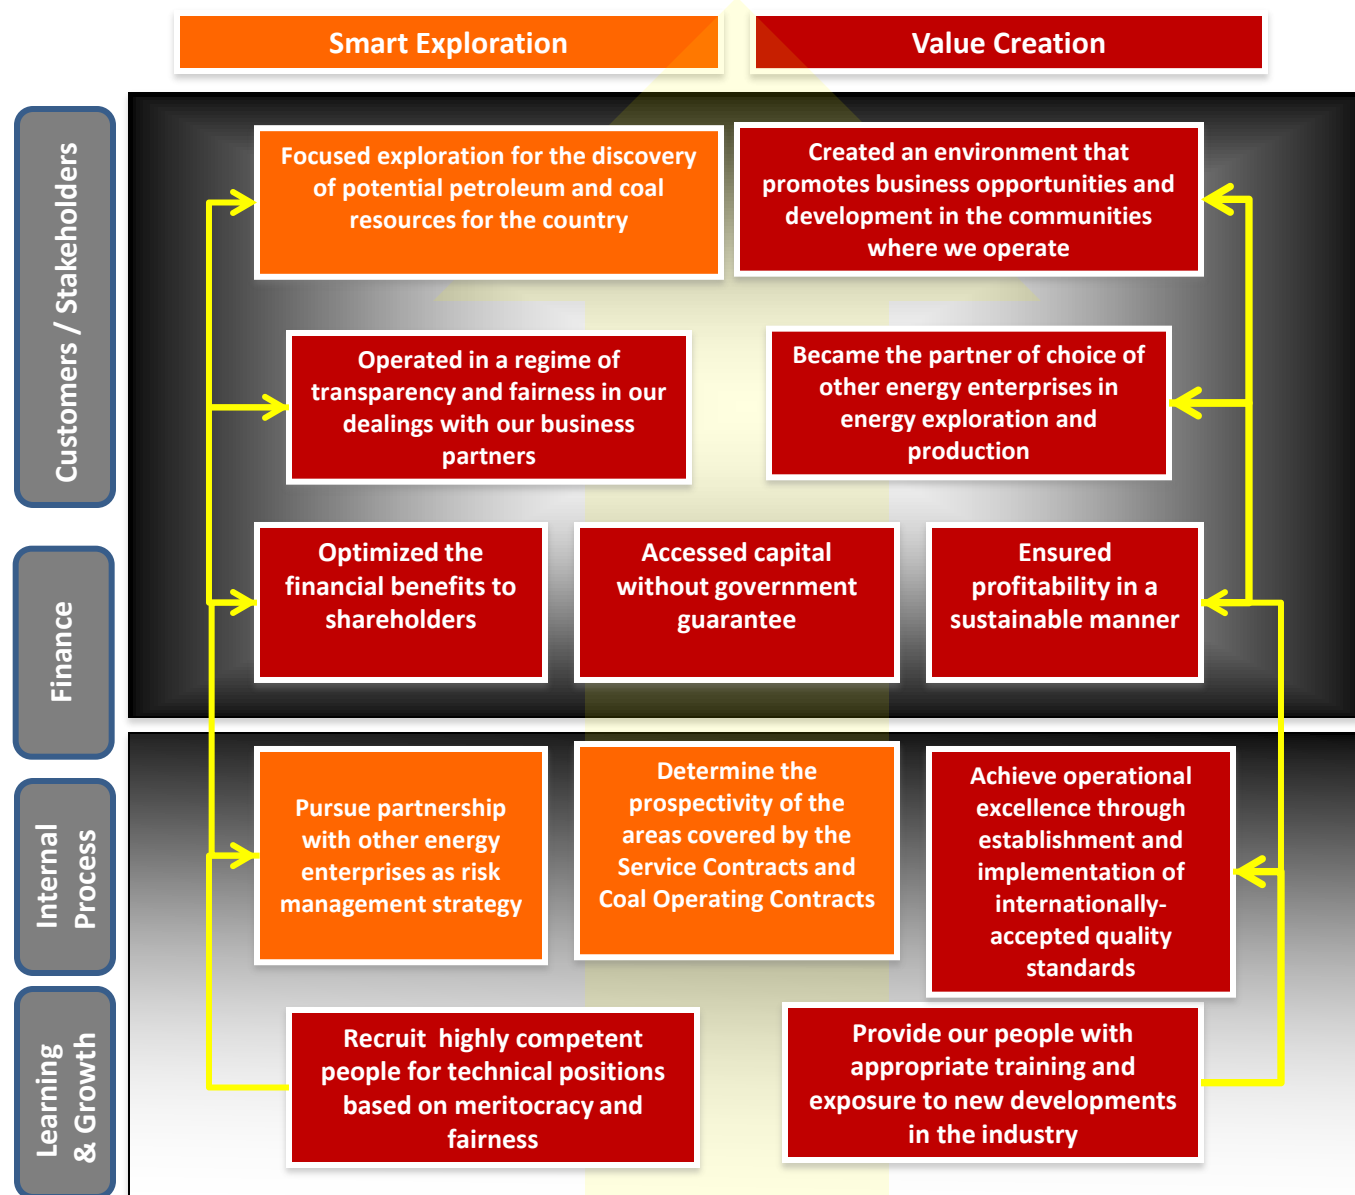 Smart Exploration
Value Creation
Customers / Stakeholders
Focused exploration for the discovery
of potential petroleum and coal
resources for the country
Created an environment that
promotes business opportunities and
development in the communities
where we operate
Operated in a regime of
transparency and fairness in our
dealings with our business
partners
Became the partner of choice of
other energy enterprises in
energy exploration and
production
Finance
Optimized the
financial benefits to
shareholders
Accessed capital
without government
guarantee
Ensured
profitability in a
sustainable manner
Internal
Process
Pursue partnership
with other energy
enterprises as risk
management strategy
Determine the
prospectivity of the
areas covered by the
Service Contracts and
Coal Operating Contracts
Achieve operational
excellence through
establishment and
implementation of
internationally-
accepted quality
standards
Learning
& Growth
Recruit highly competent
people for technical positions
based on meritocracy and
fairness
Provide our people with
appropriate training and
exposure to new developments
in the industry